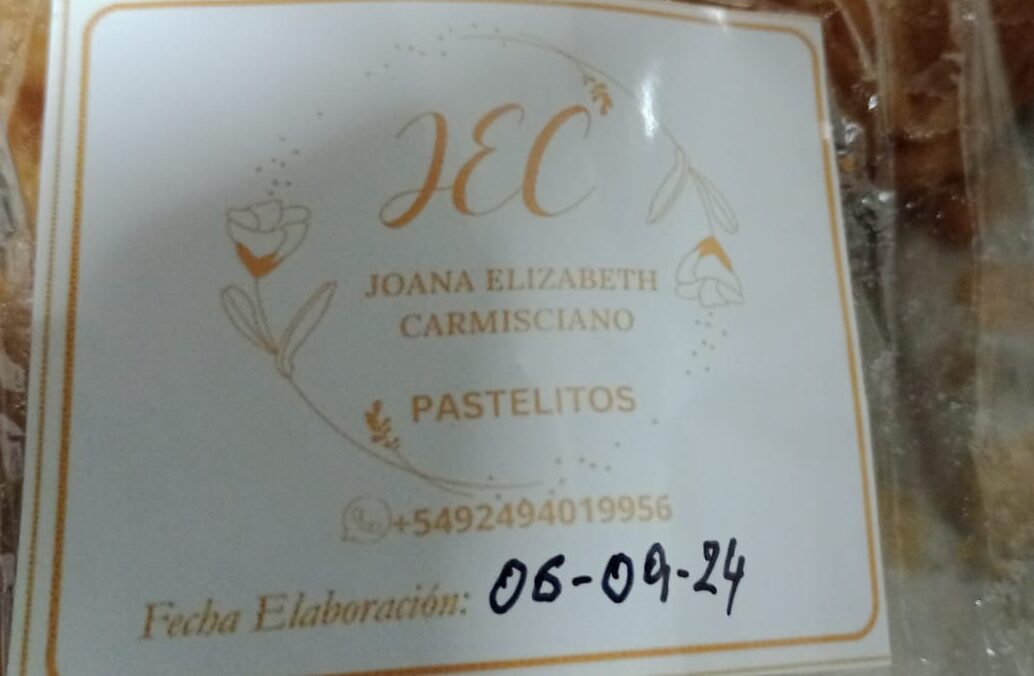 JEC
JOANA ELIZABETH
CARMISCIANO
PASTELITOS
+5492494019956
Fecha Elaboración: 06-09-24